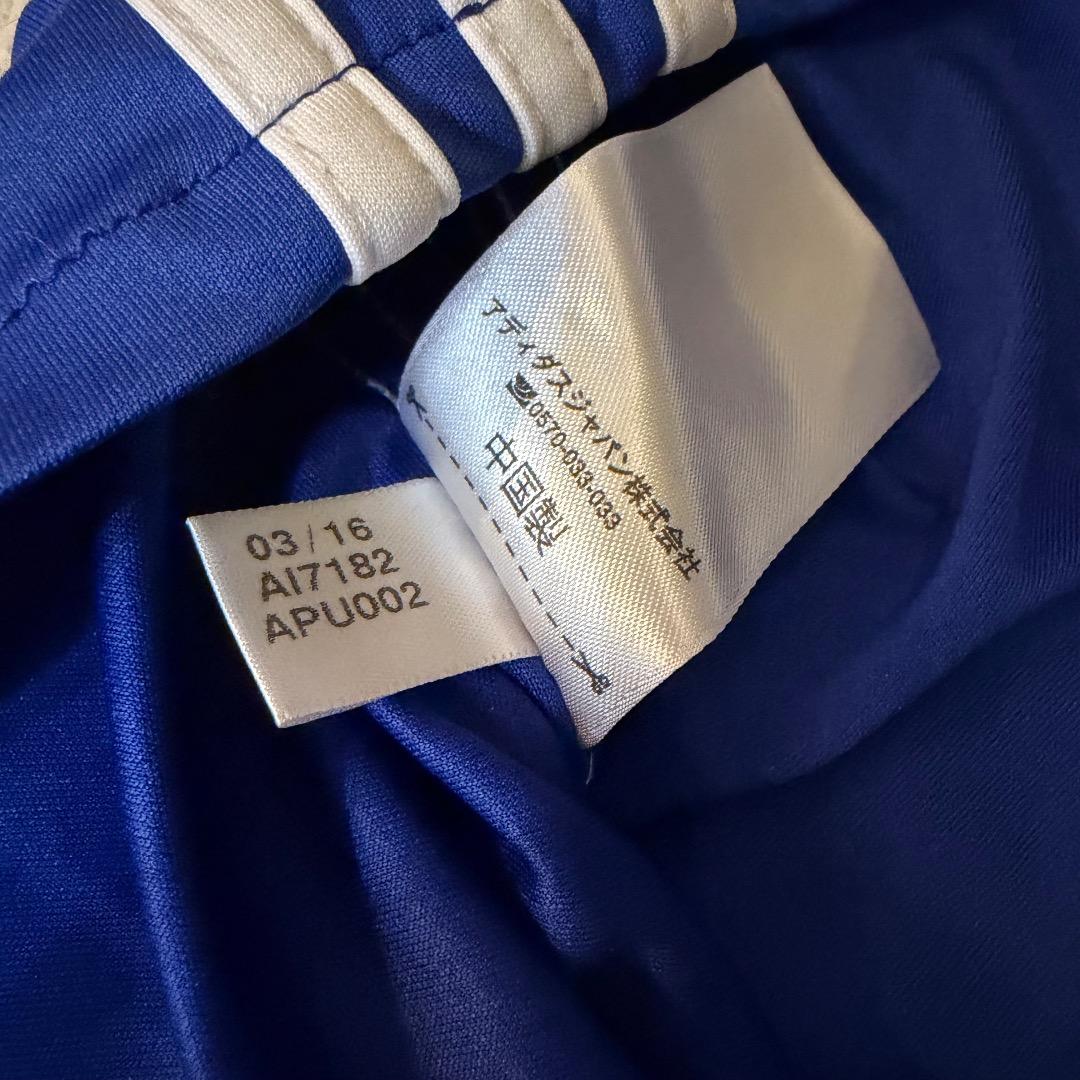 アディダスジャパン株式会社
0570-033-033
中国製
03/16
AI7182
APU002